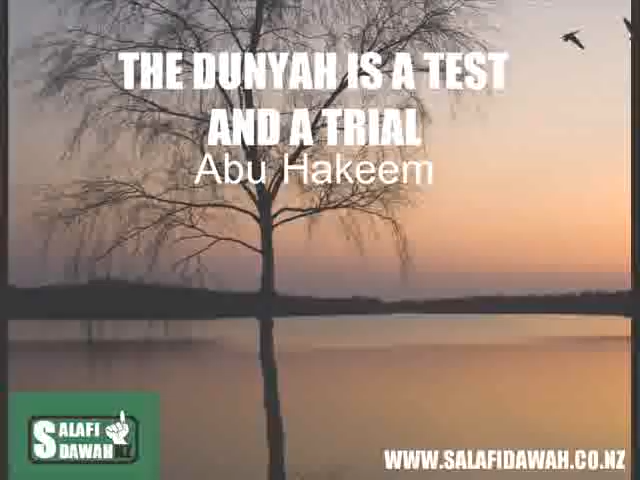 THE DUNYAH IS A TEST
AND A TRIAL
Abu Hakeem
SALAFI
DAWAH NZ
WWW.SALAFIDAWAH.CO.NZ